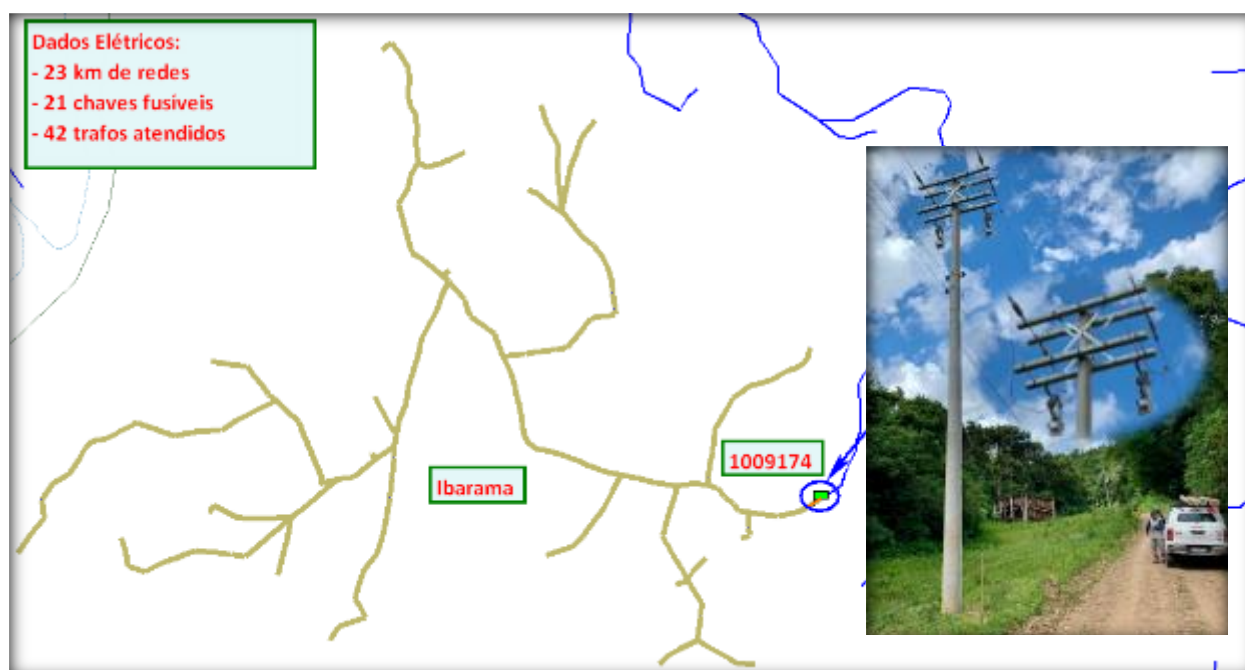 Dados Elétricos:
- 23 km de redes
- 21 chaves fusíveis
- 42 trafos atendidos
1009174
Ibarama